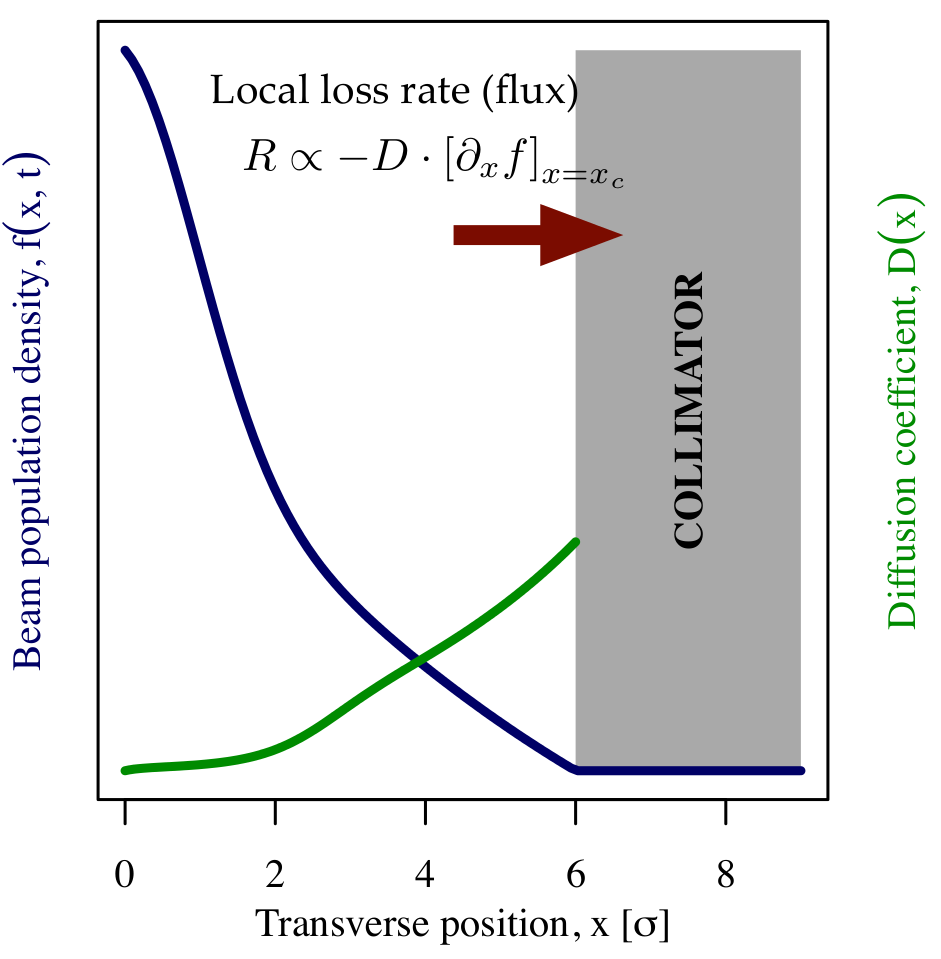 Local loss rate (flux)
R ∝ −D · [∂ₓf]ₓ₌ₓ꜀
COLLIMATOR
Beam population density, f(x, t)
Diffusion coefficient, D(x)
0 2 4 6 8
Transverse position, x [σ]